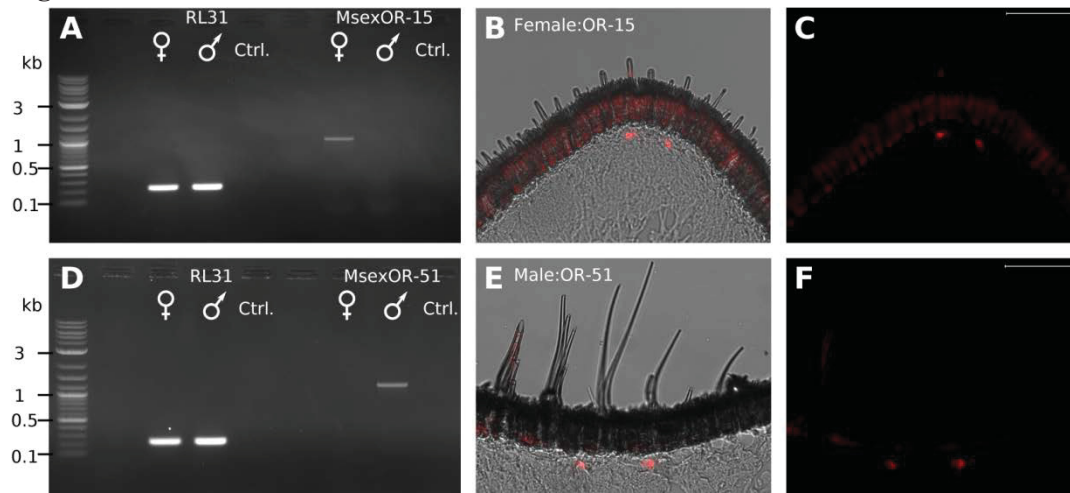 A
RL31
MsexOR-15
♀ ♂ Ctrl. ♀ ♂ Ctrl.
kb
3
1
0.5
0.1
B Female:OR-15
C
D
RL31
MsexOR-51
♀ ♂ Ctrl. ♀ ♂ Ctrl.
kb
3
1
0.5
0.1
E Male:OR-51
F